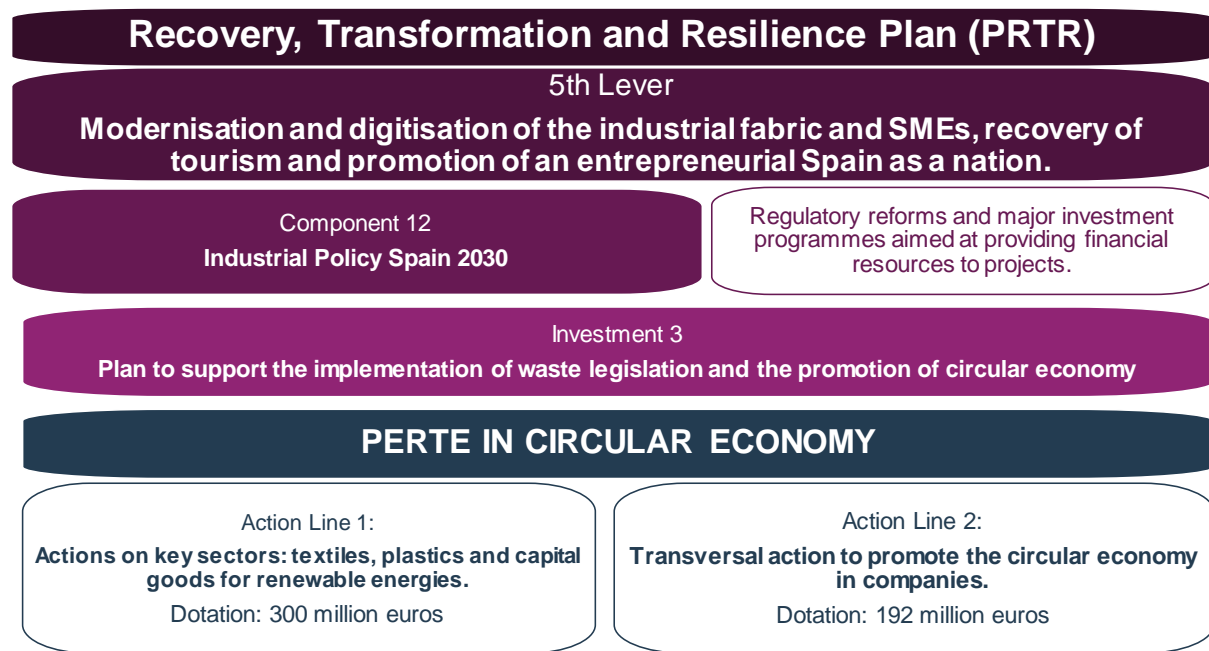 Recovery, Transformation and Resilience Plan (PRTR)
5th Lever
Modernisation and digitisation of the industrial fabric and SMEs, recovery of
tourism and promotion of an entrepreneurial Spain as a nation.
Component 12
Industrial Policy Spain 2030
Regulatory reforms and major investment
programmes aimed at providing financial
resources to projects.
Investment 3
Plan to support the implementation of waste legislation and the promotion of circular economy
PERTE IN CIRCULAR ECONOMY
Action Line 1:
Actions on key sectors: textiles, plastics and capital
goods for renewable energies.
Dotation: 300 million euros
Action Line 2:
Transversal action to promote the circular economy
in companies.
Dotation: 192 million euros